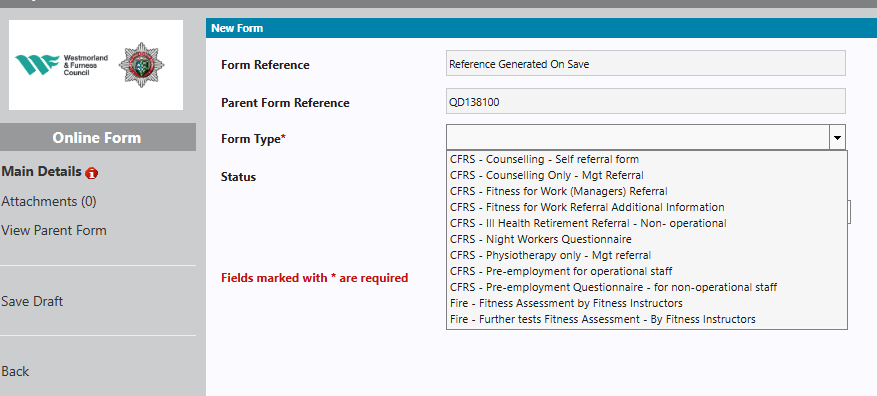 Westmorland
& Furness
Council
Online Form
Main Details
Attachments (0)
View Parent Form
Save Draft
Back
New Form
Form Reference
Reference Generated On Save
Parent Form Reference
QD138100
Form Type*
CFRS - Counselling - Self referral form
CFRS - Counselling Only - Mgt Referral
CFRS - Fitness for Work (Managers) Referral
CFRS - Fitness for Work Referral Additional Information
CFRS - Ill Health Retirement Referral - Non- operational
CFRS - Night Workers Questionnaire
CFRS - Physiotherapy only - Mgt referral
CFRS - Pre-employment for operational staff
CFRS - Pre-employment Questionnaire - for non-operational staff
Fire - Fitness Assessment by Fitness Instructors
Fire - Further tests Fitness Assessment - By Fitness Instructors
Status
Fields marked with * are required